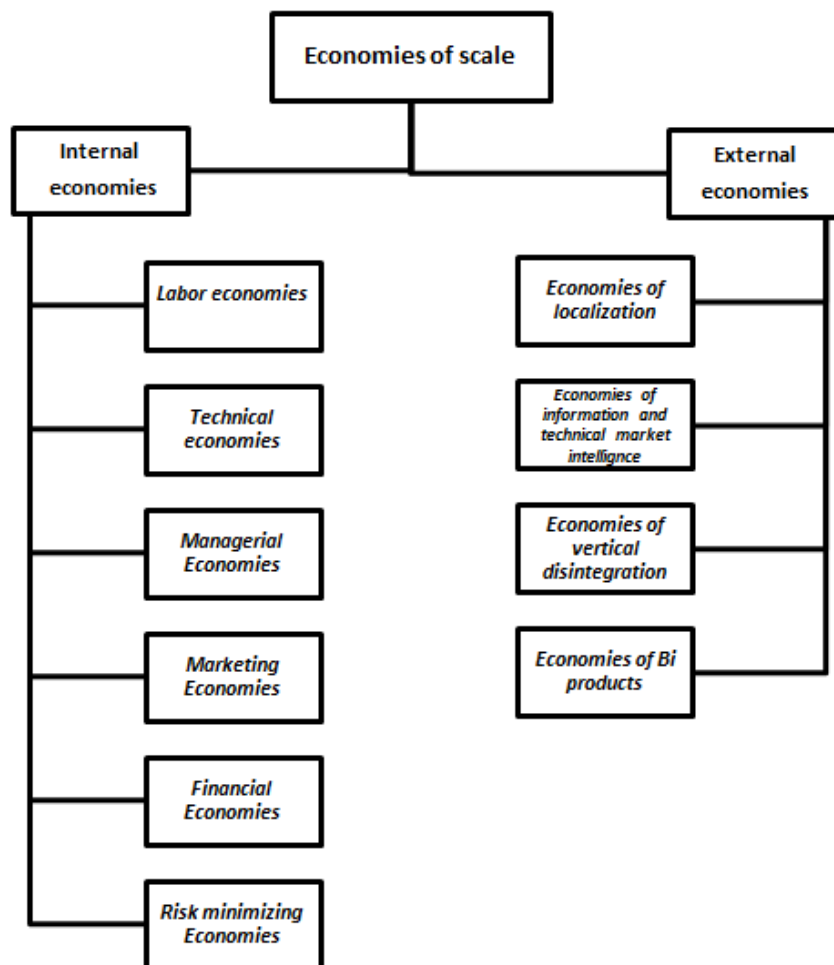 Economies of scale
Internal
economies
External
economies
Labor economies
Technical
economies
Managerial
Economies
Marketing
Economies
Financial
Economies
Risk minimizing
Economies
Economies of
localization
Economies of
information and
technical market
intellignce
Economies of
vertical
disintegration
Economies of Bi
products